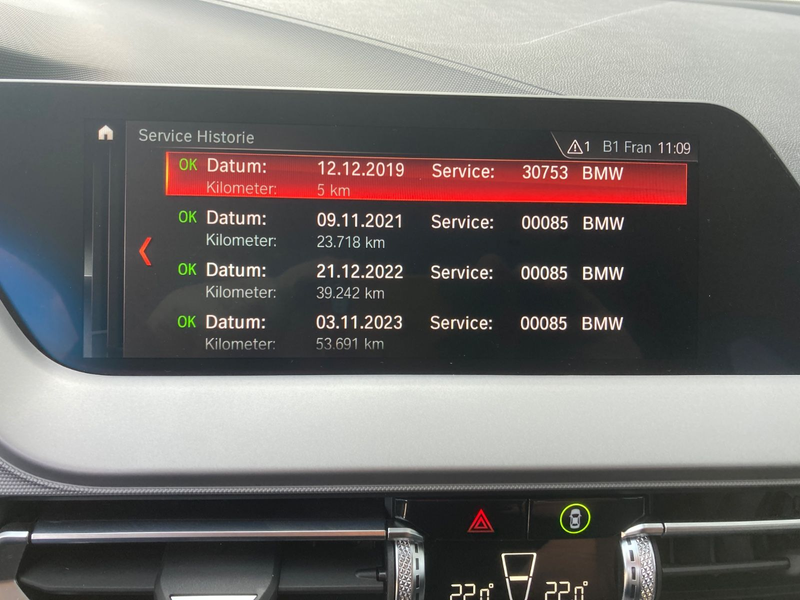 Service Historie
1 B1 Fran 11:09
OK Datum: 12.12.2019 Service: 30753 BMW
Kilometer: 5 km
OK Datum: 09.11.2021 Service: 00085 BMW
Kilometer: 23.718 km
OK Datum: 21.12.2022 Service: 00085 BMW
Kilometer: 39.242 km
OK Datum: 03.11.2023 Service: 00085 BMW
Kilometer: 53.691 km
22.0° 22.0°